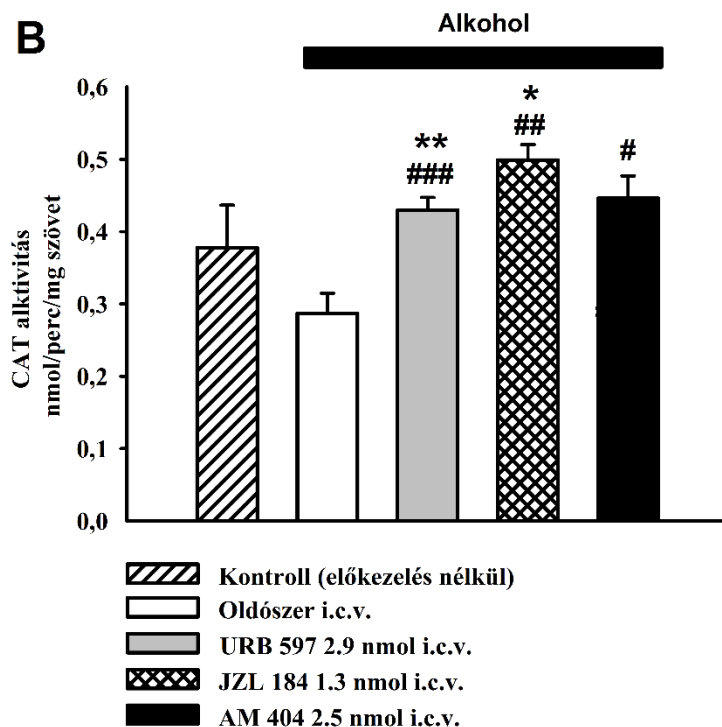 B
Alkohol
CAT alktivitás
nmol/perc/mg szövet
0,6
0,5
0,4
0,3
0,2
0,1
0,0
**
###
*
##
#
Kontroll (előkezelés nélkül)
Oldószer i.c.v.
URB 597 2.9 nmol i.c.v.
JZL 184 1.3 nmol i.c.v.
AM 404 2.5 nmol i.c.v.